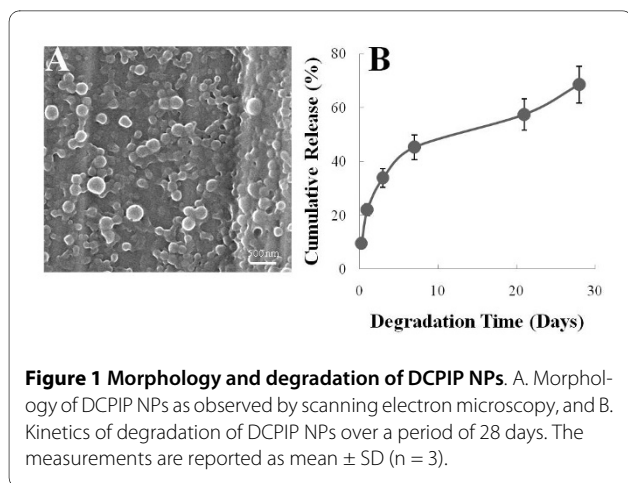 A
500 nm
B
Cumulative Release (%)
80
60
40
20
0
0 10 20 30
Degradation Time (Days)
Figure 1 Morphology and degradation of DCPIP NPs. A. Morphol-
ogy of DCPIP NPs as observed by scanning electron microscopy, and B.
Kinetics of degradation of DCPIP NPs over a period of 28 days. The
measurements are reported as mean ± SD (n = 3).